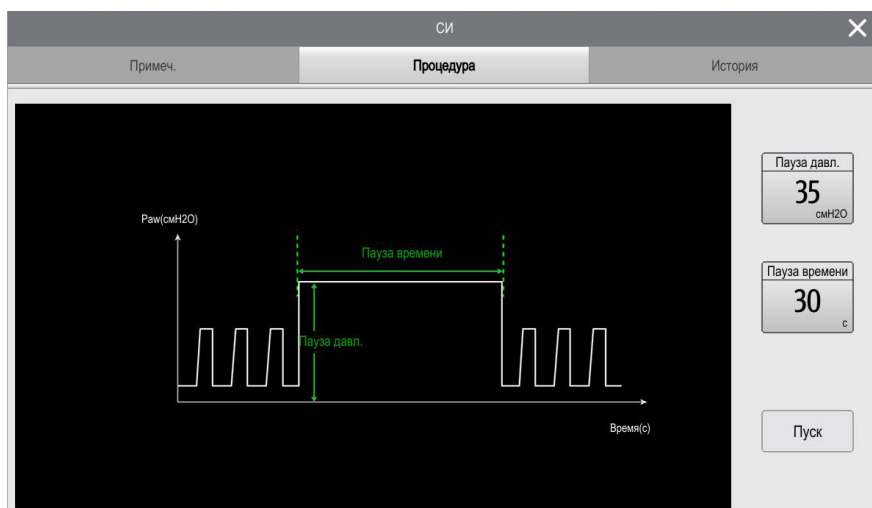 СИ
Примеч.
Процедура
История
Paw(смH2O)
Пауза времени
Пауза давл.
Время(с)
Пауза давл.
35
смH2O
Пауза времени
30
с
Пуск